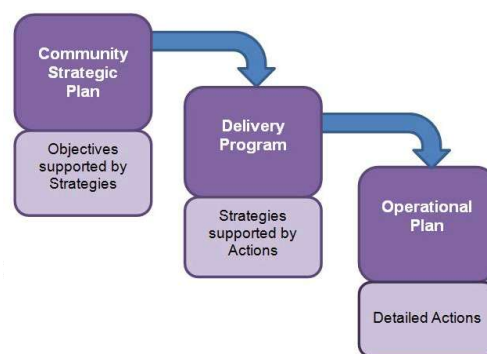 Community
Strategic
Plan
Objectives
supported by
Strategies
Delivery
Program
Strategies
supported by
Actions
Operational
Plan
Detailed Actions